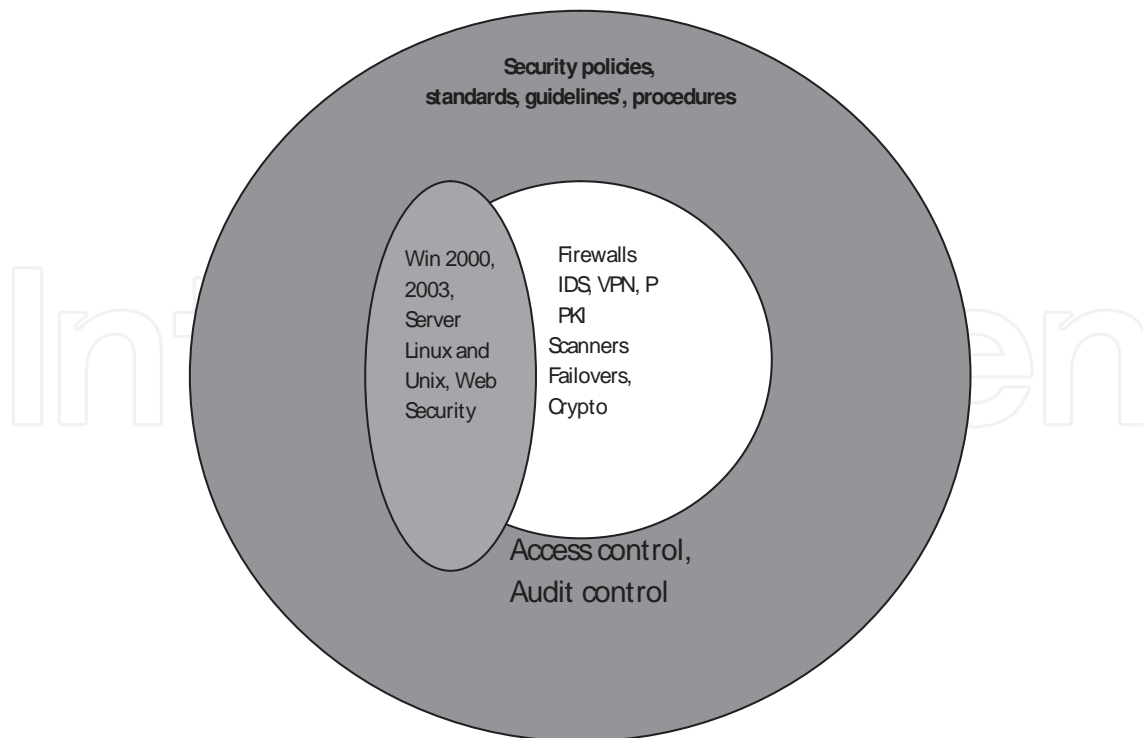 Security policies,
standards, guidelines', procedures
Win 2000,
2003,
Server
Linux and
Unix, Web
Security
Firewalls
IDS, VPN, P
PKI
Scanners
Failovers,
Crypto
Access control,
Audit control